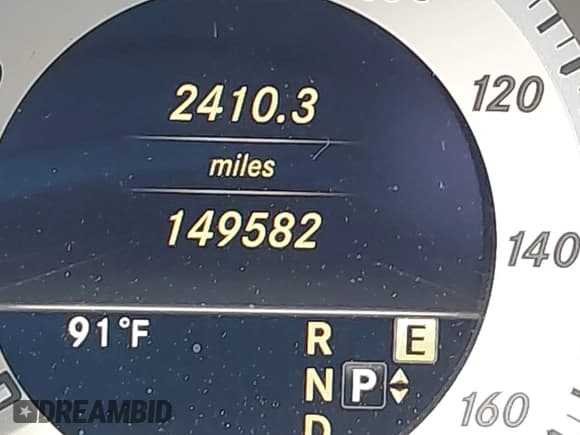 2410.3
120
miles
149582
140
91°F
R
E
N P
D
160
DREAMBID